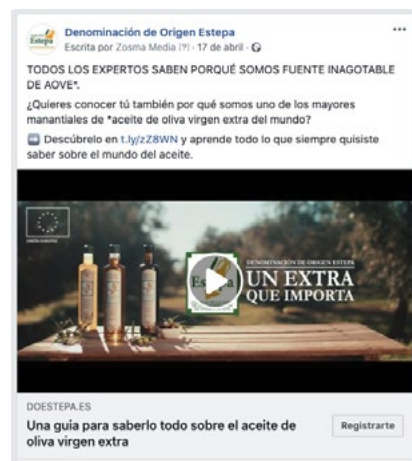 Denominación de Origen Estepa
Escrita por Zosma Media [?] · 17 de abril ·
TODOS LOS EXPERTOS SABEN PORQUÉ SOMOS FUENTE INAGOTABLE
DE AOVE*.
¿Quieres conocer tú también por qué somos uno de los mayores
manantiales de *aceite de oliva virgen extra del mundo?
➡ Descúbrelo en t.ly/zZ8WN y aprende todo lo que siempre quisiste
saber sobre el mundo del aceite.
UNIÓN EUROPEA
Estepa
DENOMINACIÓN DE ORIGEN ESTEPA
UN EXTRA
QUE IMPORTA
DOESTEPA.ES
Una guia para saberlo todo sobre el aceite de
oliva virgen extra
Registrarte